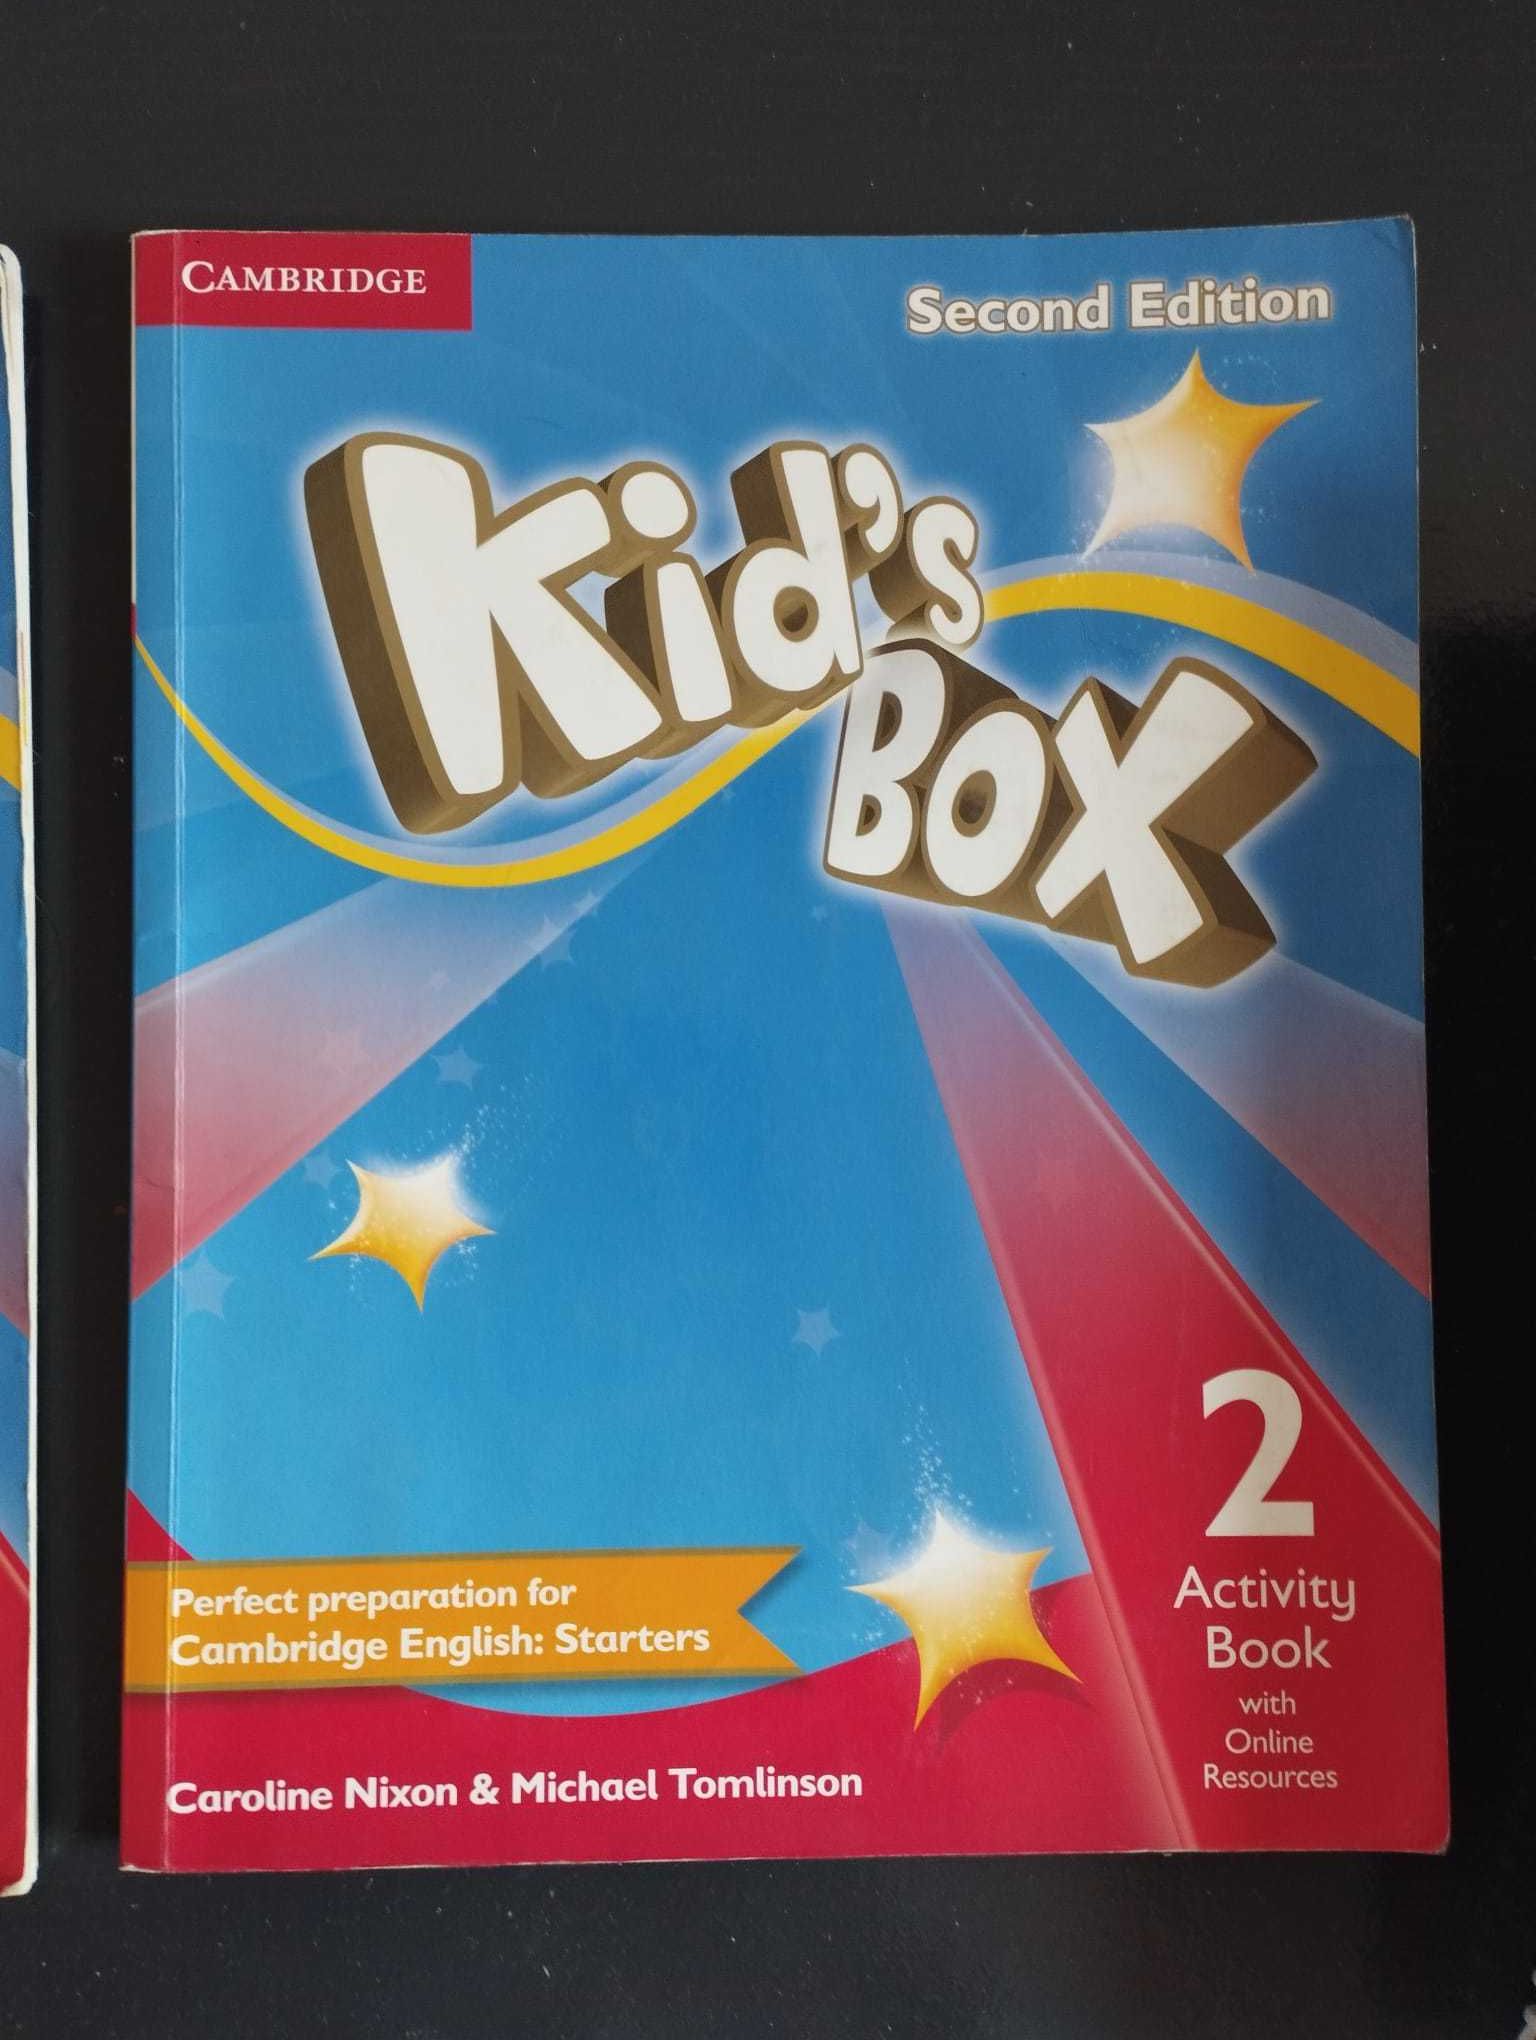 CAMBRIDGE
Second Edition
Kid's
Box
2
Activity
Book
with
Online
Resources
Perfect preparation for
Cambridge English: Starters
Caroline Nixon & Michael Tomlinson